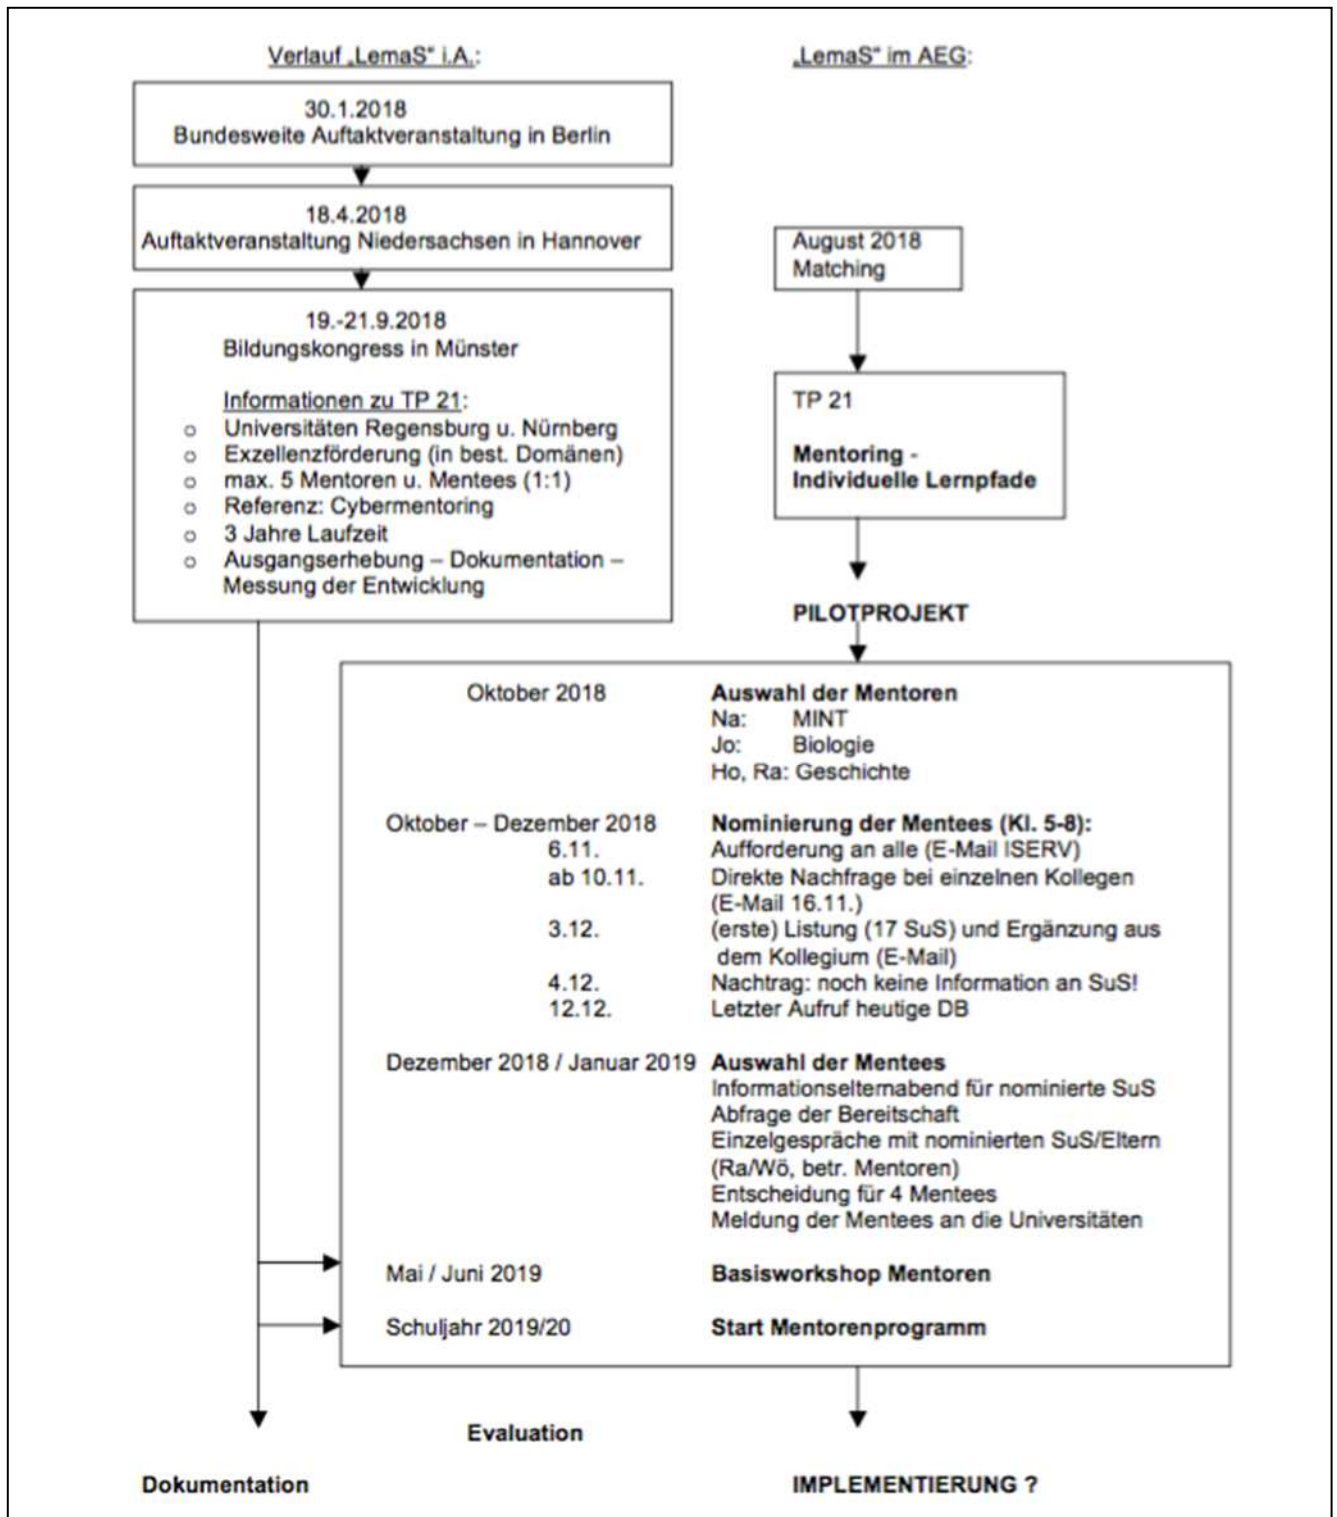 Verlauf „LemaS“ i.A.:
30.1.2018
Bundesweite Auftaktveranstaltung in Berlin
18.4.2018
Auftaktveranstaltung Niedersachsen in Hannover
19.-21.9.2018
Bildungskongress in Münster
Informationen zu TP 21:
o Universitäten Regensburg u. Nürnberg
o Exzellenzförderung (in best. Domänen)
o max. 5 Mentoren u. Mentees (1:1)
o Referenz: Cybermentoring
o 3 Jahre Laufzeit
o Ausgangserhebung – Dokumentation –
Messung der Entwicklung
„LemaS“ im AEG:
August 2018
Matching
TP 21
Mentoring -
Individuelle Lernpfade
PILOTPROJEKT
Oktober 2018 Auswahl der Mentoren
Na: MINT
Jo: Biologie
Ho, Ra: Geschichte
Oktober – Dezember 2018 Nominierung der Mentees (Kl. 5-8):
6.11. Aufforderung an alle (E-Mail ISERV)
ab 10.11. Direkte Nachfrage bei einzelnen Kollegen
(E-Mail 16.11.)
3.12. (erste) Listung (17 SuS) und Ergänzung aus
dem Kollegium (E-Mail)
4.12. Nachtrag: noch keine Information an SuS!
12.12. Letzter Aufruf heutige DB
Dezember 2018 / Januar 2019 Auswahl der Mentees
Informationselternabend für nominierte SuS
Abfrage der Bereitschaft
Einzelgespräche mit nominierten SuS/Eltern
(Ra/Wö, betr. Mentoren)
Entscheidung für 4 Mentees
Meldung der Mentees an die Universitäten
Mai / Juni 2019 Basisworkshop Mentoren
Schuljahr 2019/20 Start Mentorenprogramm
Evaluation
Dokumentation IMPLEMENTIERUNG ?